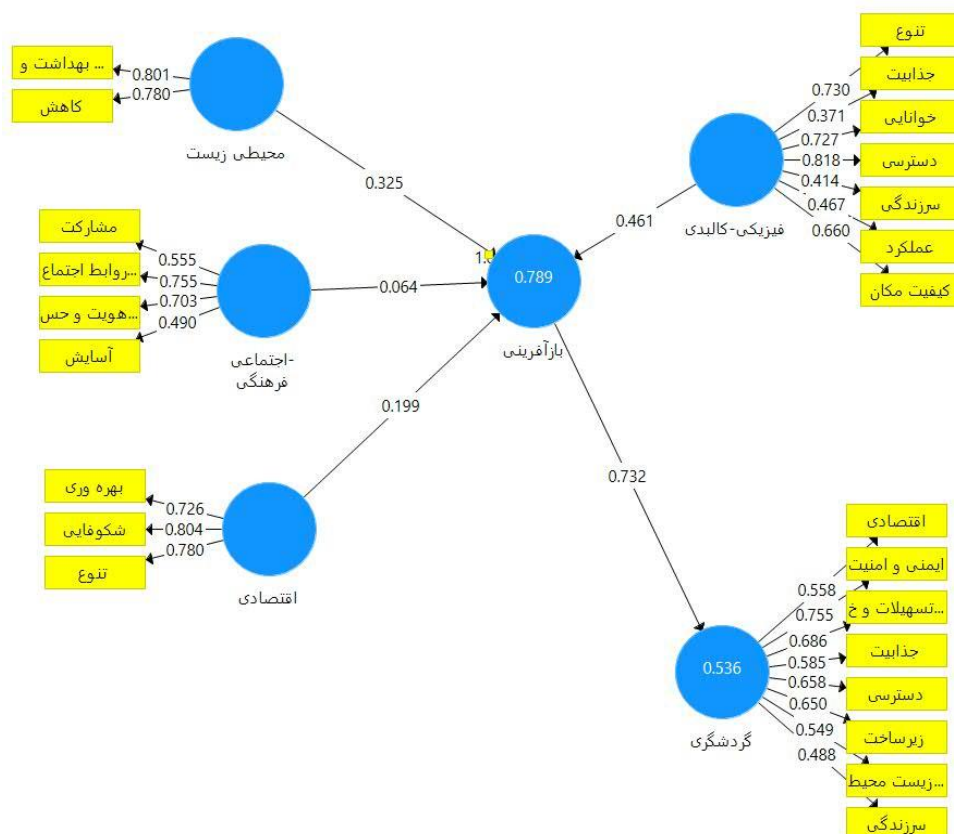 ... بهداشت و
کاهش
0.801
0.780
محیطی زیست
0.325
مشارکت
روابط اجتماع...
هویت و حس...
آسایش
0.555
0.755
0.703
0.490
-اجتماعی
فرهنگی
0.064
بهره وری
شکوفایی
تنوع
0.726
0.804
0.780
اقتصادی
0.199
0.789
بازآفرینی
0.461
0.732
تنوع
جذابیت
خوانایی
دسترسی
سرزندگی
عملکرد
کیفیت مکان
0.730
0.371
0.727
0.818
0.414
0.467
0.660
فیزیکی-کالبدی
اقتصادی
ایمنی و امنیت
تسهیلات و خ...
جذابیت
دسترسی
زیرساخت
زیست محیط...
سرزندگی
0.558
0.755
0.686
0.585
0.658
0.650
0.549
0.488
0.536
گردشگری